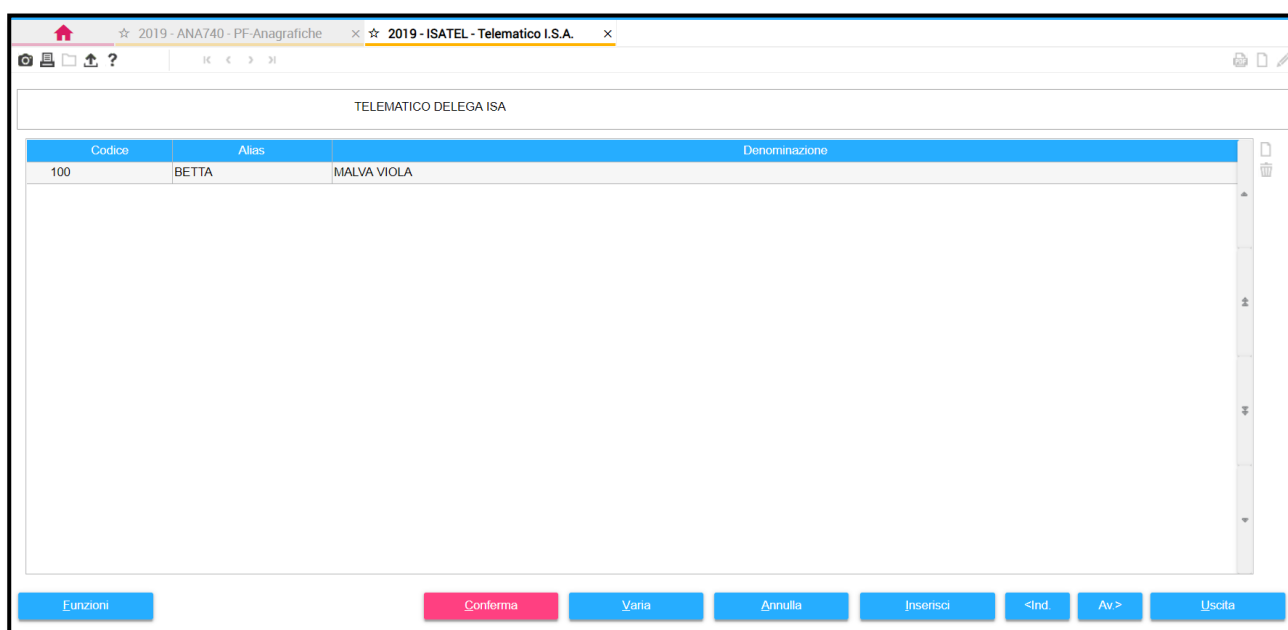 2019 - ANA740 - PF-Anagrafiche × 2019 - ISATEL - Telematico I.S.A. ×
?
TELEMATICO DELEGA ISA
Codice Alias Denominazione
100 BETTA MALVA VIOLA
Funzioni Conferma Varia Annulla Inserisci <Ind. Av.> Uscita